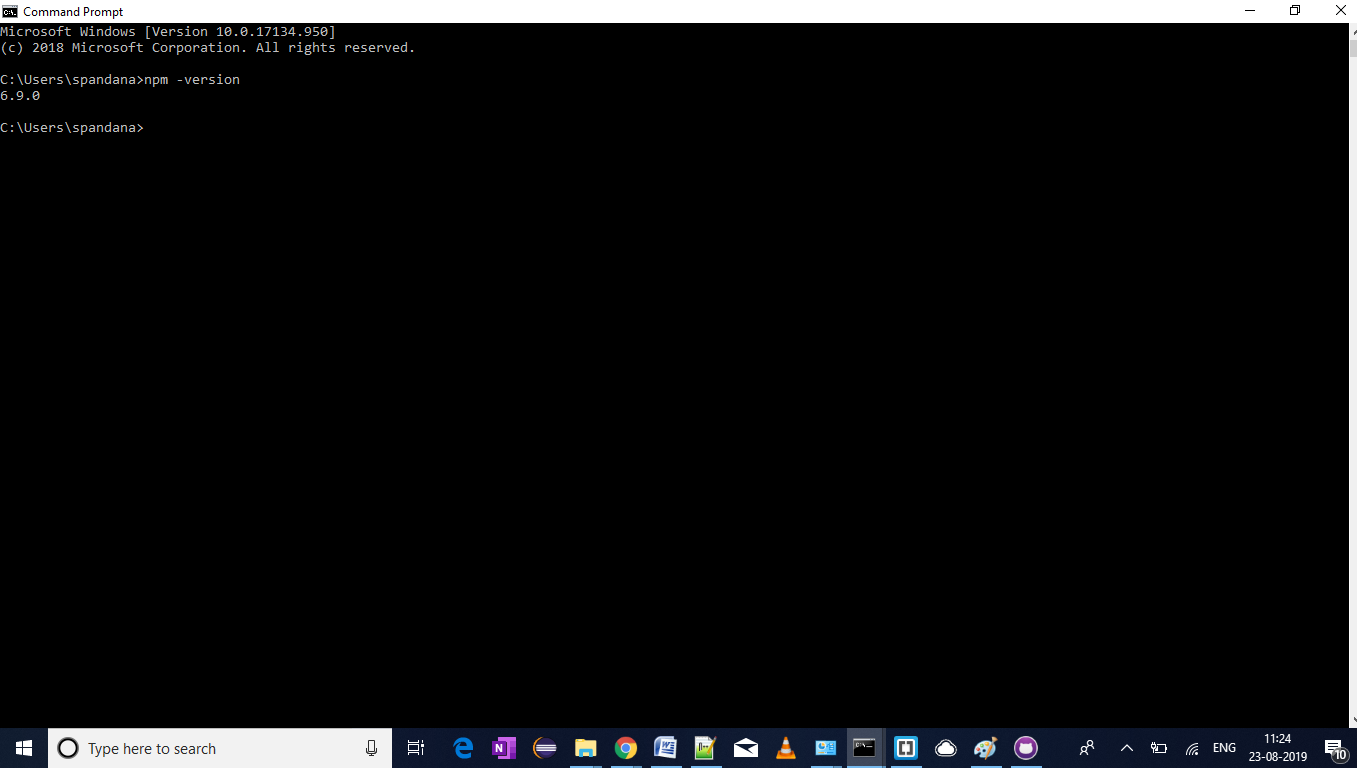 Command Prompt
Microsoft Windows [Version 10.0.17134.950]
(c) 2018 Microsoft Corporation. All rights reserved.
C:\Users\spandana>npm -version
6.9.0
C:\Users\spandana>
Type here to search
ENG
11:24
23-08-2019
10